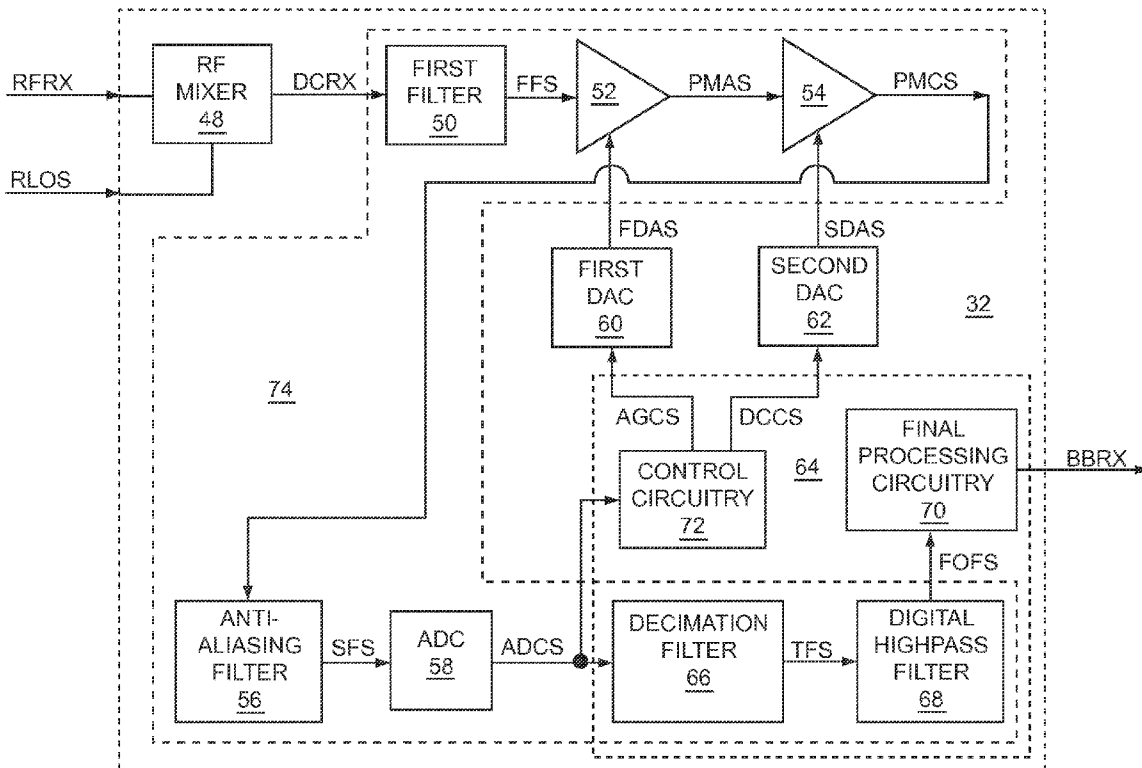 RFRX
RF
MIXER
48
DCRX
FIRST
FILTER
50
FFS
52
PMAS
54
PMCS
RLOS
FDAS
SDAS
FIRST
DAC
60
SECOND
DAC
62
32
74
AGCS
DCCS
64
CONTROL
CIRCUITRY
72
FINAL
PROCESSING
CIRCUITRY
70
BBRX
FOFS
ANTI-
ALIASING
FILTER
56
SFS
ADC
58
ADCS
DECIMATION
FILTER
66
TFS
DIGITAL
HIGHPASS
FILTER
68